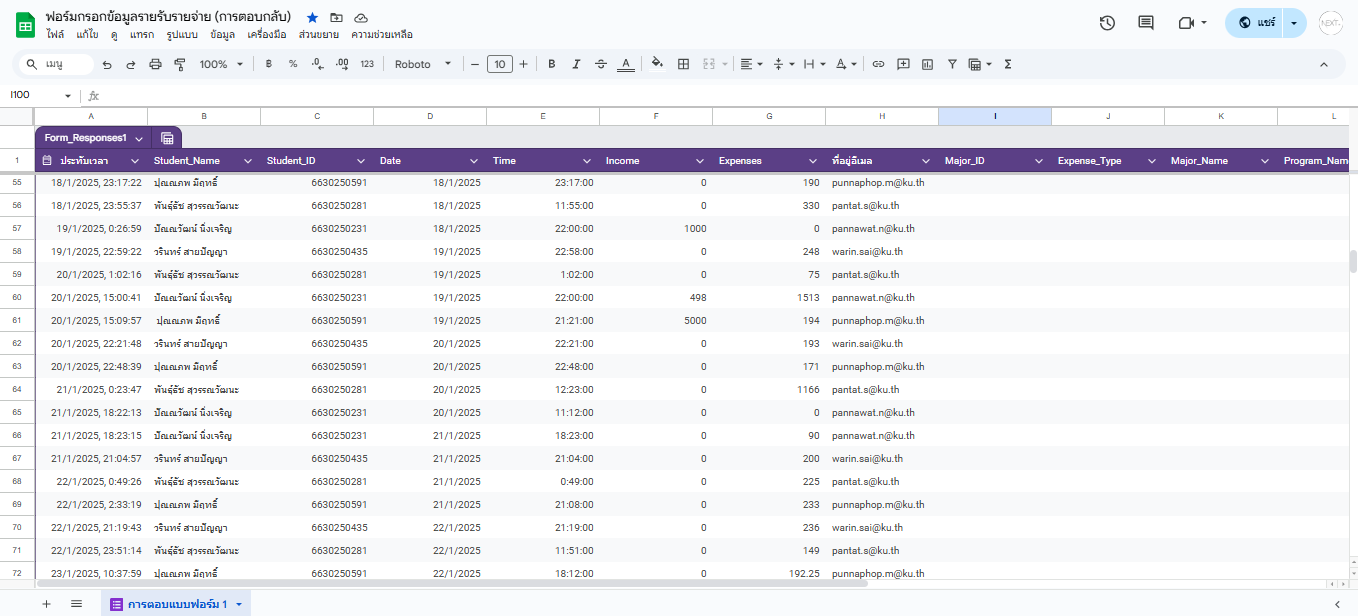 ฟอร์มกรอกข้อมูลรายรับรายจ่าย (การตอบกลับ)
ไฟล์ แก้ไข ดู แทรก รูปแบบ ข้อมูล เครื่องมือ ส่วนขยาย ความช่วยเหลือ
แชร์
NEXT
เมนู 100% ฿ % .0 .00 123 Roboto 10 B I S A
I100 fx
A B C D E F G H I J K L
Form_Responses1
1 ประทับเวลา Student_Name Student_ID Date Time Income Expenses ที่อยู่อีเมล Major_ID Expense_Type Major_Name Program_Name
55 18/1/2025, 23:17:22 ปุณณภพ มีฤทธิ์ 6630250591 18/1/2025 23:17:00 0 190 punnaphop.m@ku.th
56 18/1/2025, 23:55:37 พันธุ์ธัช สุวรรณวัฒนะ 6630250281 18/1/2025 11:55:00 0 330 pantat.s@ku.th
57 19/1/2025, 0:26:59 ปัณณวัฒน์ นิ่งเจริญ 6630250231 18/1/2025 22:00:00 1000 0 pannawat.n@ku.th
58 19/1/2025, 22:59:22 วรินทร์ สายปัญญา 6630250435 19/1/2025 22:58:00 0 248 warin.sai@ku.th
59 20/1/2025, 1:02:16 พันธุ์ธัช สุวรรณวัฒนะ 6630250281 19/1/2025 1:02:00 0 75 pantat.s@ku.th
60 20/1/2025, 15:00:41 ปัณณวัฒน์ นิ่งเจริญ 6630250231 19/1/2025 22:00:00 498 1513 pannawat.n@ku.th
61 20/1/2025, 15:09:57 ปุณณภพ มีฤทธิ์ 6630250591 19/1/2025 21:21:00 5000 194 punnaphop.m@ku.th
62 20/1/2025, 22:21:48 วรินทร์ สายปัญญา 6630250435 20/1/2025 22:21:00 0 193 warin.sai@ku.th
63 20/1/2025, 22:48:39 ปุณณภพ มีฤทธิ์ 6630250591 20/1/2025 22:48:00 0 171 punnaphop.m@ku.th
64 21/1/2025, 0:23:47 พันธุ์ธัช สุวรรณวัฒนะ 6630250281 20/1/2025 12:23:00 0 1166 pantat.s@ku.th
65 21/1/2025, 18:22:13 ปัณณวัฒน์ นิ่งเจริญ 6630250231 20/1/2025 11:12:00 0 0 pannawat.n@ku.th
66 21/1/2025, 18:23:15 ปัณณวัฒน์ นิ่งเจริญ 6630250231 21/1/2025 18:23:00 0 90 pannawat.n@ku.th
67 21/1/2025, 21:04:57 วรินทร์ สายปัญญา 6630250435 21/1/2025 21:04:00 0 200 warin.sai@ku.th
68 22/1/2025, 0:49:26 พันธุ์ธัช สุวรรณวัฒนะ 6630250281 21/1/2025 0:49:00 0 225 pantat.s@ku.th
69 22/1/2025, 2:33:19 ปุณณภพ มีฤทธิ์ 6630250591 21/1/2025 21:08:00 0 233 punnaphop.m@ku.th
70 22/1/2025, 21:19:43 วรินทร์ สายปัญญา 6630250435 22/1/2025 21:19:00 0 236 warin.sai@ku.th
71 22/1/2025, 23:51:14 พันธุ์ธัช สุวรรณวัฒนะ 6630250281 22/1/2025 11:51:00 0 149 pantat.s@ku.th
72 23/1/2025, 10:37:59 ปุณณภพ มีฤทธิ์ 6630250591 22/1/2025 18:12:00 0 192.25 punnaphop.m@ku.th
การตอบแบบฟอร์ม 1